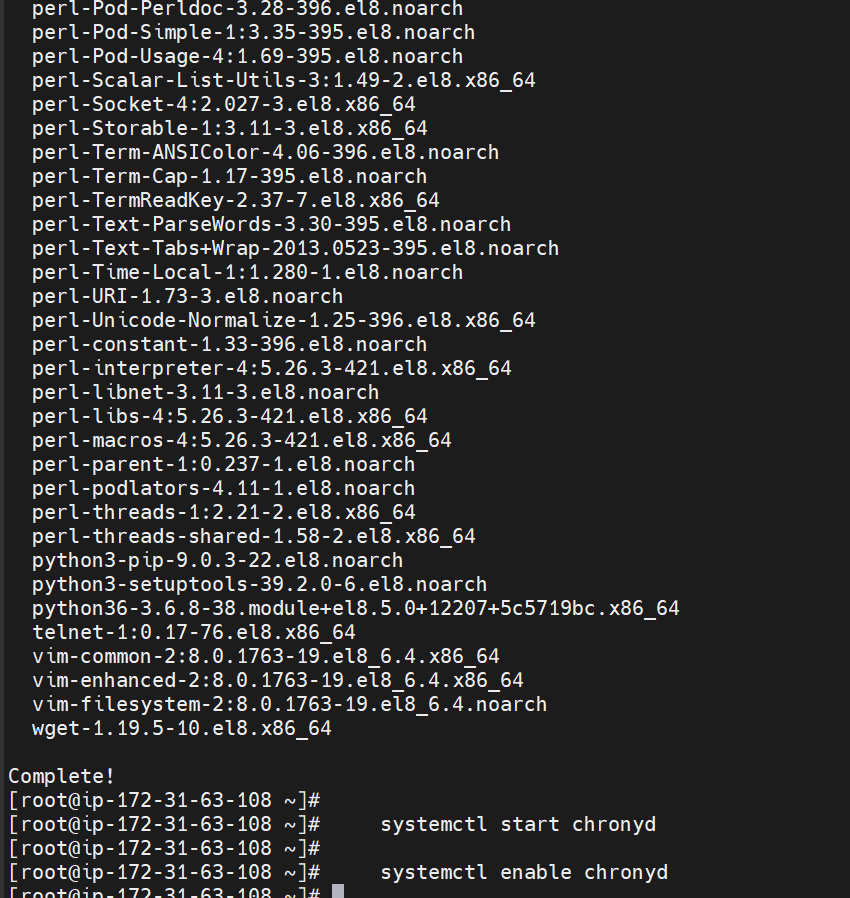 perl-Pod-Perldoc-3.28-396.el8.noarch
perl-Pod-Simple-1:3.35-395.el8.noarch
perl-Pod-Usage-4:1.69-395.el8.noarch
perl-Scalar-List-Utils-3:1.49-2.el8.x86_64
perl-Socket-4:2.027-3.el8.x86_64
perl-Storable-1:3.11-3.el8.x86_64
perl-Term-ANSIColor-4.06-396.el8.noarch
perl-Term-Cap-1.17-395.el8.noarch
perl-TermReadKey-2.37-7.el8.x86_64
perl-Text-ParseWords-3.30-395.el8.noarch
perl-Text-Tabs+Wrap-2013.0523-395.el8.noarch
perl-Time-Local-1:1.280-1.el8.noarch
perl-URI-1.73-3.el8.noarch
perl-Unicode-Normalize-1.25-396.el8.x86_64
perl-constant-1.33-396.el8.noarch
perl-interpreter-4:5.26.3-421.el8.x86_64
perl-libnet-3.11-3.el8.noarch
perl-libs-4:5.26.3-421.el8.x86_64
perl-macros-4:5.26.3-421.el8.x86_64
perl-parent-1:0.237-1.el8.noarch
perl-podlators-4.11-1.el8.noarch
perl-threads-1:2.21-2.el8.x86_64
perl-threads-shared-1.58-2.el8.x86_64
python3-pip-9.0.3-22.el8.noarch
python3-setuptools-39.2.0-6.el8.noarch
python36-3.6.8-38.module+el8.5.0+12207+5c5719bc.x86_64
telnet-1:0.17-76.el8.x86_64
vim-common-2:8.0.1763-19.el8_6.4.x86_64
vim-enhanced-2:8.0.1763-19.el8_6.4.x86_64
vim-filesystem-2:8.0.1763-19.el8_6.4.noarch
wget-1.19.5-10.el8.x86_64
Complete!
[root@ip-172-31-63-108 ~]#
[root@ip-172-31-63-108 ~]#     systemctl start chronyd
[root@ip-172-31-63-108 ~]#
[root@ip-172-31-63-108 ~]#     systemctl enable chronyd
[root@ip-172-31-63-108 ~]#